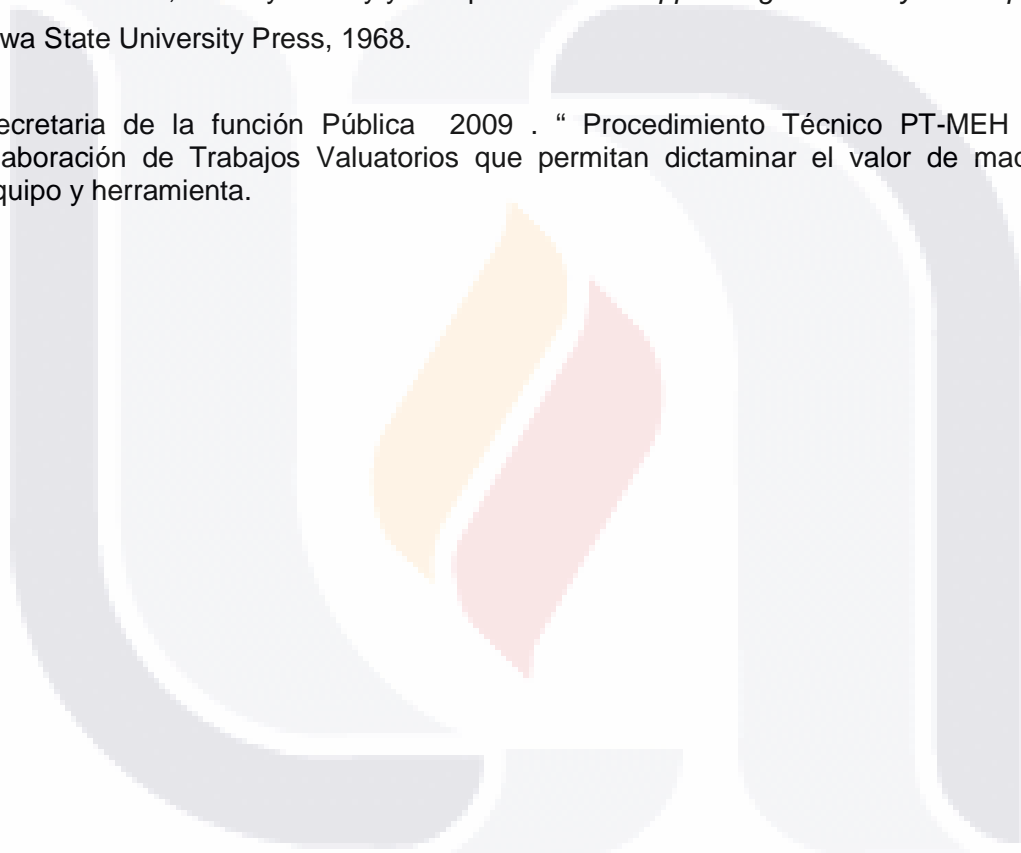 wa State University Press, 1968.
ecretaria de la función Pública 2009 . “ Procedimiento Técnico PT-MEH
aboración de Trabajos Valuatorios que permitan dictaminar el valor de mac
quipo y herramienta.